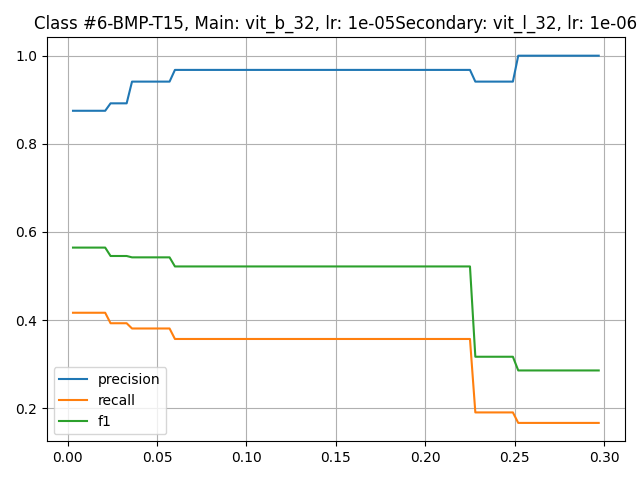 Class #6-BMP-T15, Main: vit_b_32, lr: 1e-05Secondary: vit_l_32, lr: 1e-06
1.0
0.8
0.6
0.4
0.2
precision
recall
f1
0.00 0.05 0.10 0.15 0.20 0.25 0.30